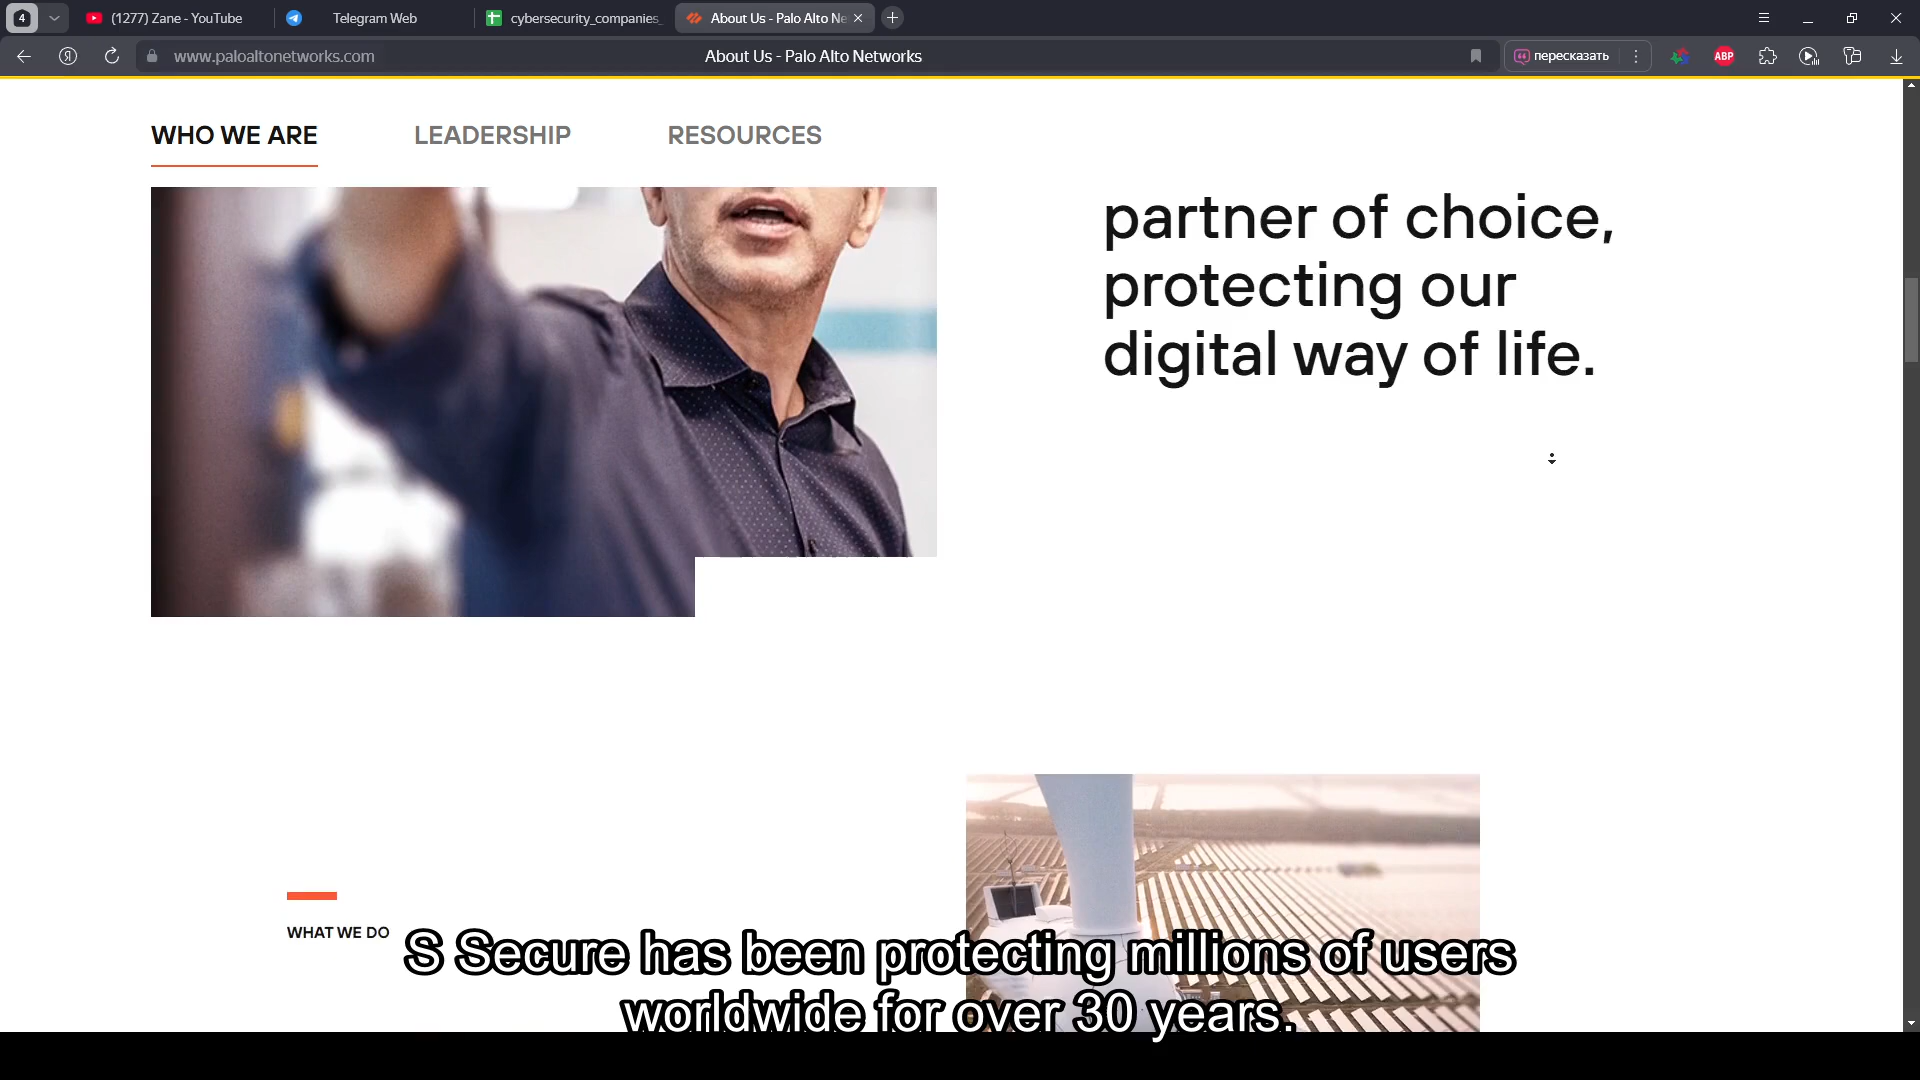 4
(1277) Zane - YouTube
Telegram Web
cybersecurity_companies_
About Us - Palo Alto Ne
Я
www.paloaltonetworks.com
About Us - Palo Alto Networks
пересказать
ABP
WHO WE ARE
LEADERSHIP
RESOURCES
partner of choice,
protecting our
digital way of life.
WHAT WE DO
S Secure has been protecting millions of users
worldwide for over 30 years.